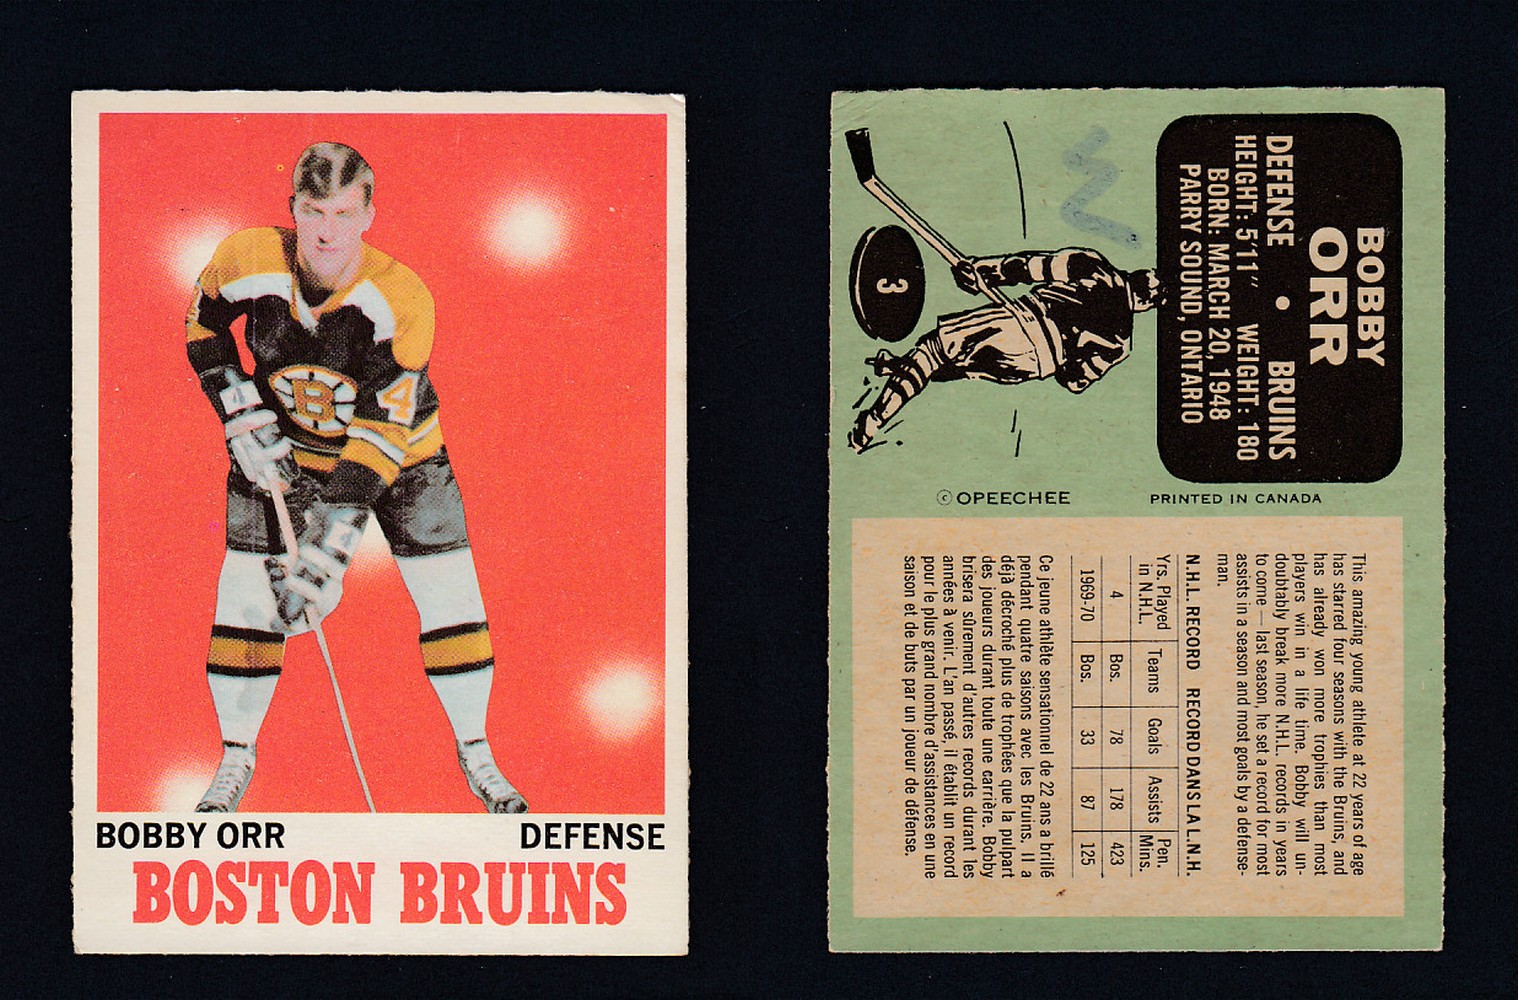 4
B
4
4
BOBBY ORR DEFENSE
BOSTON BRUINS
BOBBY
ORR
DEFENSE • BRUINS
HEIGHT: 5'11" WEIGHT: 180
BORN: MARCH 20, 1948
PARRY SOUND, ONTARIO
3
© OPEECHEE PRINTED IN CANADA
This amazing young athlete at 22 years of age
has starred four seasons with the Bruins, and
has already won more trophies than most
players win in a life time. Bobby will un-
doubtably break more N.H.L. records in years
to come — last season, he set a record for most
assists in a season and most goals by a defense-
man.
N.H.L. RECORD RECORD DANS LA L.N.H.
Yrs. Played Teams Goals Assists Pen.
in N.H.L. Mins.
4 Bos. 78 178 423
1969-70 Bos. 33 87 125
Ce jeune athlète sensationnel de 22 ans a brillé
pendant quatre saisons avec les Bruins. Il a
déjà décroché plus de trophées que la pulpart
des joueurs durant toute une carrière. Bobby
brisera sûrement d'autres records durant les
années à venir. L'an passé, il établit un record
pour le plus grand nombre d'assistances en une
saison et de buts par un joueur de défense.